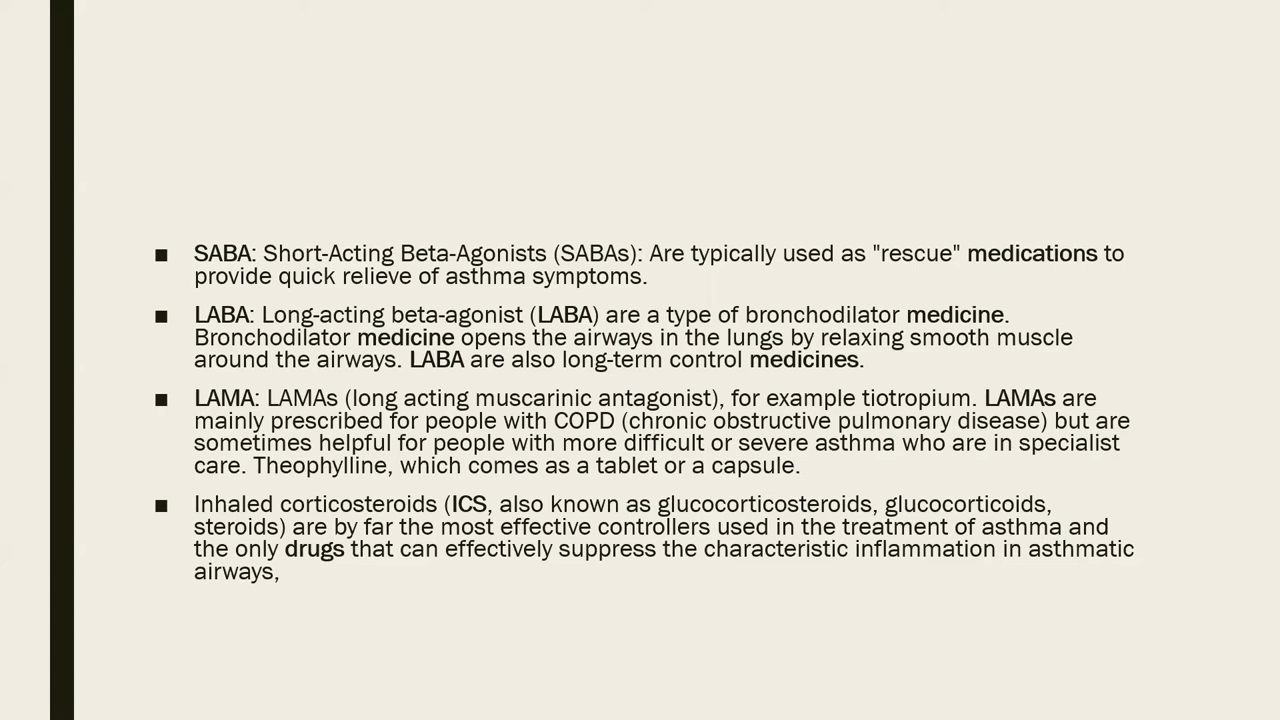 ■ SABA: Short-Acting Beta-Agonists (SABAs): Are typically used as "rescue" medications to
provide quick relieve of asthma symptoms.
■ LABA: Long-acting beta-agonist (LABA) are a type of bronchodilator medicine.
Bronchodilator medicine opens the airways in the lungs by relaxing smooth muscle
around the airways. LABA are also long-term control medicines.
■ LAMA: LAMAs (long acting muscarinic antagonist), for example tiotropium. LAMAs are
mainly prescribed for people with COPD (chronic obstructive pulmonary disease) but are
sometimes helpful for people with more difficult or severe asthma who are in specialist
care. Theophylline, which comes as a tablet or a capsule.
■ Inhaled corticosteroids (ICS, also known as glucocorticosteroids, glucocorticoids,
steroids) are by far the most effective controllers used in the treatment of asthma and
the only drugs that can effectively suppress the characteristic inflammation in asthmatic
airways,